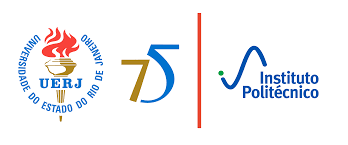 UNIVERSIDADE DO ESTADO DO RIO DE JANEIRO
UERJ
75
Instituto
Politécnico